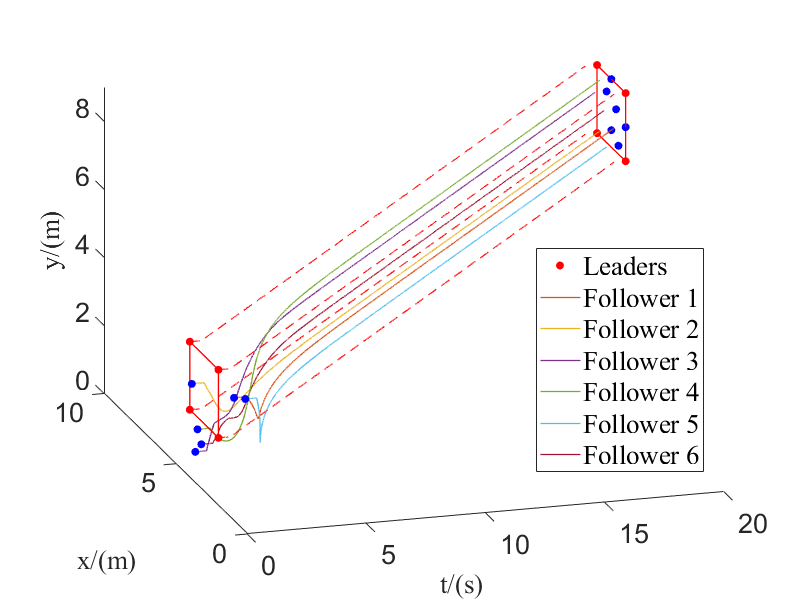 8
6
4
2
0
y/(m)
10
5
0
x/(m)
0
5
10
15
20
t/(s)
Leaders
Follower 1
Follower 2
Follower 3
Follower 4
Follower 5
Follower 6